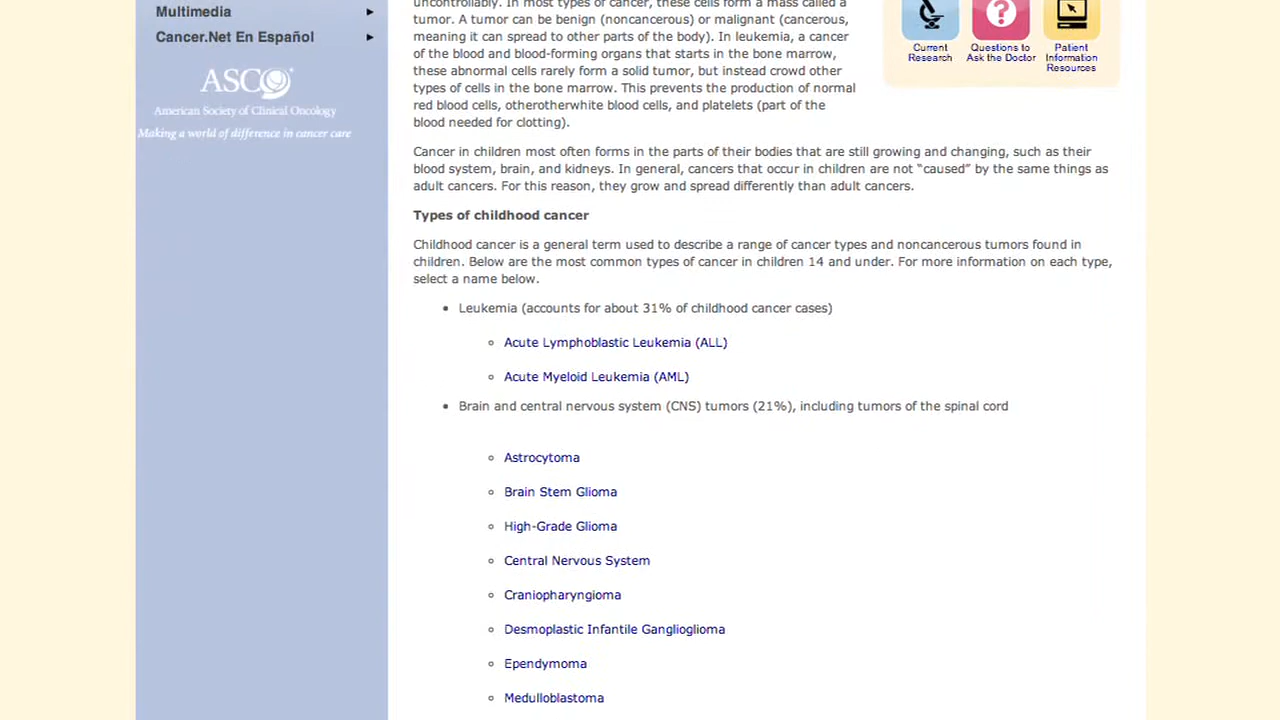 Multimedia
Cancer.Net En Español
ASCO
American Society of Clinical Oncology
Making a world of difference in cancer care
uncontrollably. In most types of cancer, these cells form a mass called a
tumor. A tumor can be benign (noncancerous) or malignant (cancerous,
meaning it can spread to other parts of the body). In leukemia, a cancer
of the blood and blood-forming organs that starts in the bone marrow,
these abnormal cells rarely form a solid tumor, but instead crowd other
types of cells in the bone marrow. This prevents the production of normal
red blood cells, otherotherwhite blood cells, and platelets (part of the
blood needed for clotting).
Current
Research
Questions to
Ask the Doctor
Patient
Information
Resources
Cancer in children most often forms in the parts of their bodies that are still growing and changing, such as their
blood system, brain, and kidneys. In general, cancers that occur in children are not “caused” by the same things as
adult cancers. For this reason, they grow and spread differently than adult cancers.
Types of childhood cancer
Childhood cancer is a general term used to describe a range of cancer types and noncancerous tumors found in
children. Below are the most common types of cancer in children 14 and under. For more information on each type,
select a name below.
Leukemia (accounts for about 31% of childhood cancer cases)
Acute Lymphoblastic Leukemia (ALL)
Acute Myeloid Leukemia (AML)
Brain and central nervous system (CNS) tumors (21%), including tumors of the spinal cord
Astrocytoma
Brain Stem Glioma
High-Grade Glioma
Central Nervous System
Craniopharyngioma
Desmoplastic Infantile Ganglioglioma
Ependymoma
Medulloblastoma